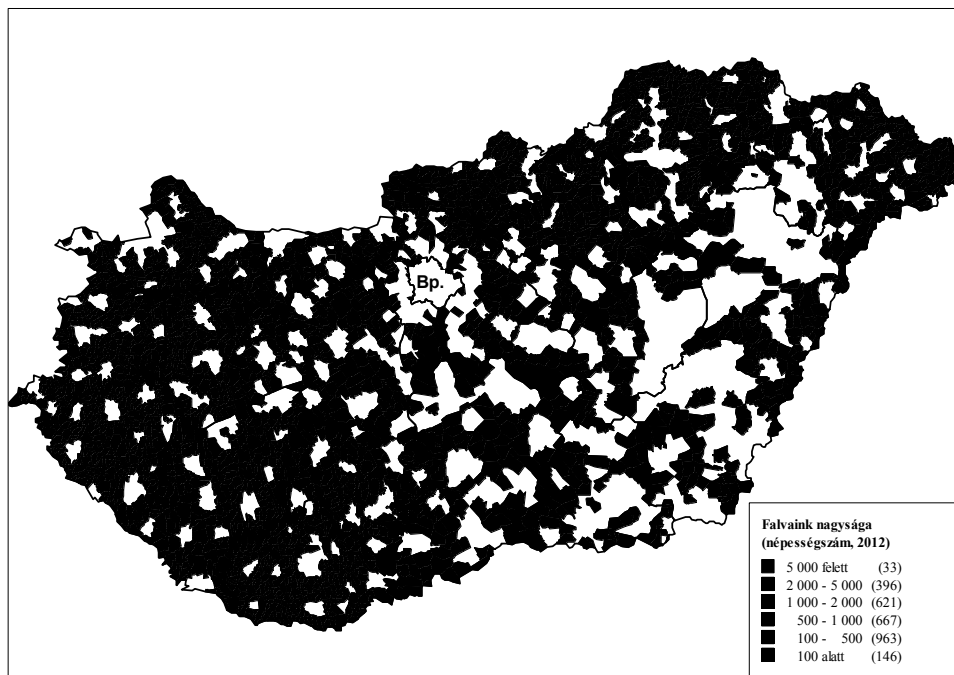 Bp.
Falvaink nagysága
(népességszám, 2012)
5 000 felett (33)
2 000 - 5 000 (396)
1 000 - 2 000 (621)
500 - 1 000 (667)
100 - 500 (963)
100 alatt (146)